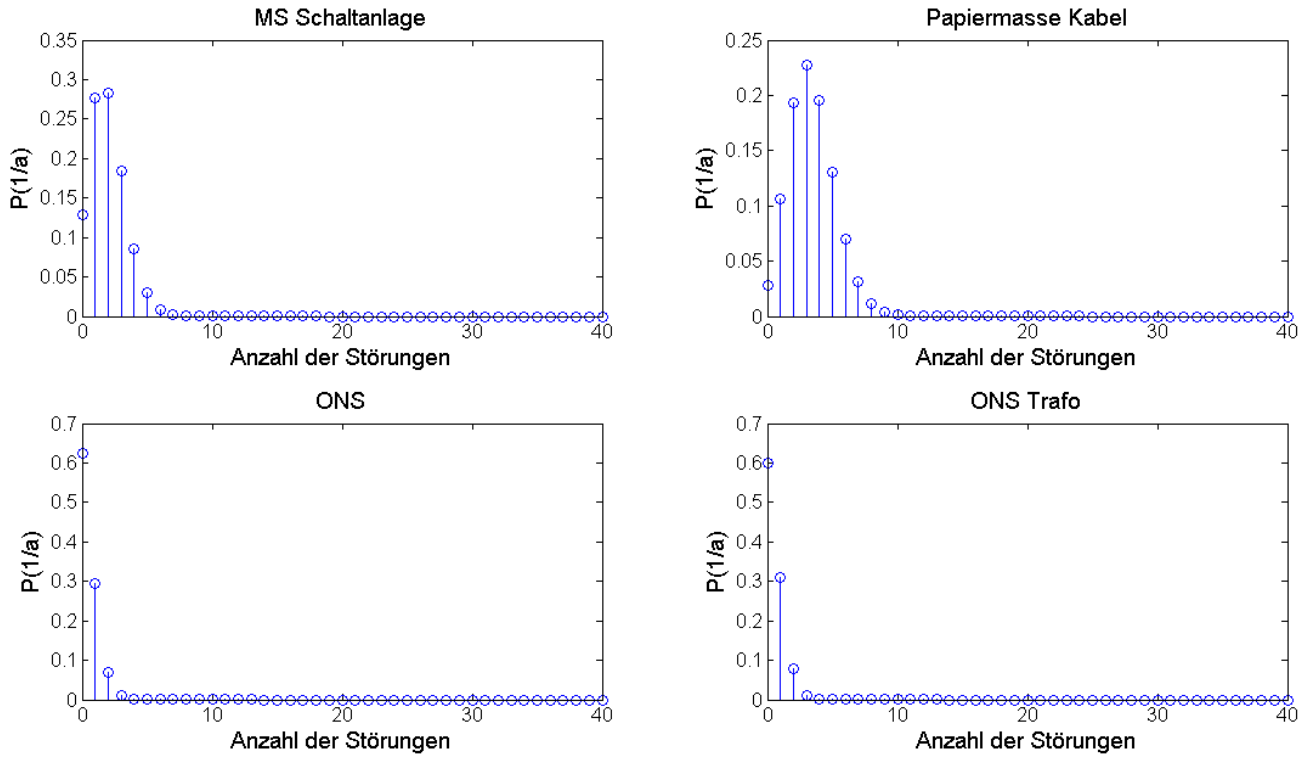 MS Schaltanlage
0.35
0.3
0.25
0.2
0.15
0.1
0.05
0
P(1/a)
0 10 20 30 40
Anzahl der Störungen
Papiermasse Kabel
0.25
0.2
0.15
0.1
0.05
0
P(1/a)
0 10 20 30 40
Anzahl der Störungen
ONS
0.7
0.6
0.5
0.4
0.3
0.2
0.1
0
P(1/a)
0 10 20 30 40
Anzahl der Störungen
ONS Trafo
0.7
0.6
0.5
0.4
0.3
0.2
0.1
0
P(1/a)
0 10 20 30 40
Anzahl der Störungen